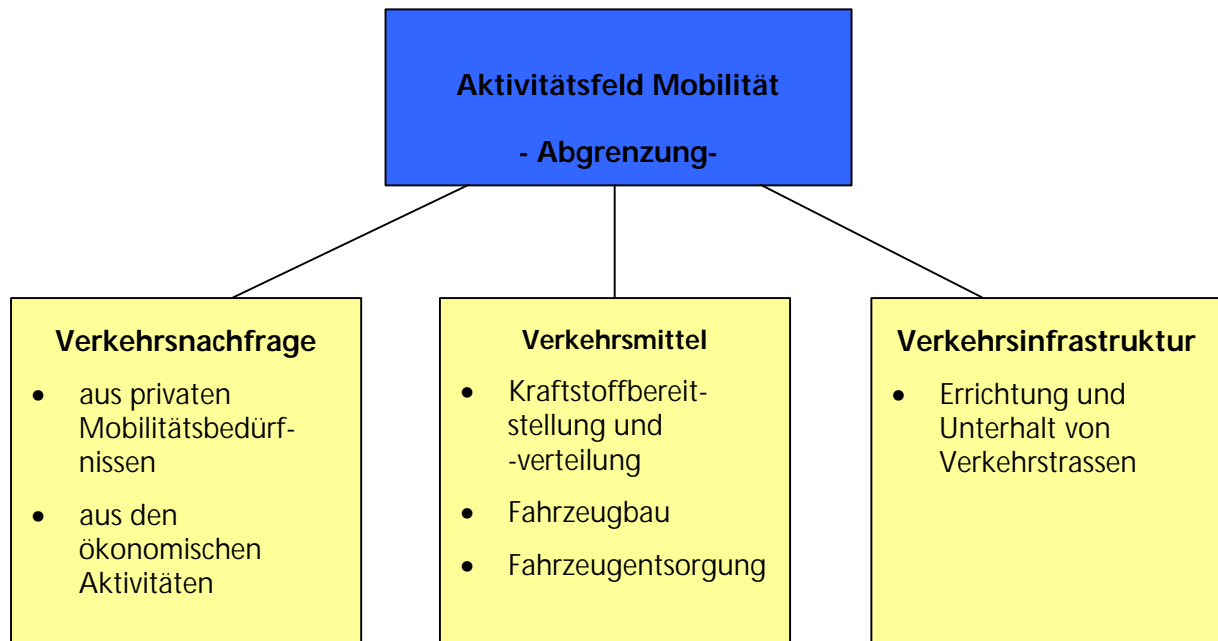 Aktivitätsfeld Mobilität
- Abgrenzung-
Verkehrsnachfrage
• aus privaten
Mobilitätsbedürf-
nissen
• aus den
ökonomischen
Aktivitäten
Verkehrsmittel
• Kraftstoffbereit-
stellung und
-verteilung
• Fahrzeugbau
• Fahrzeugentsorgung
Verkehrsinfrastruktur
• Errichtung und
Unterhalt von
Verkehrstrassen